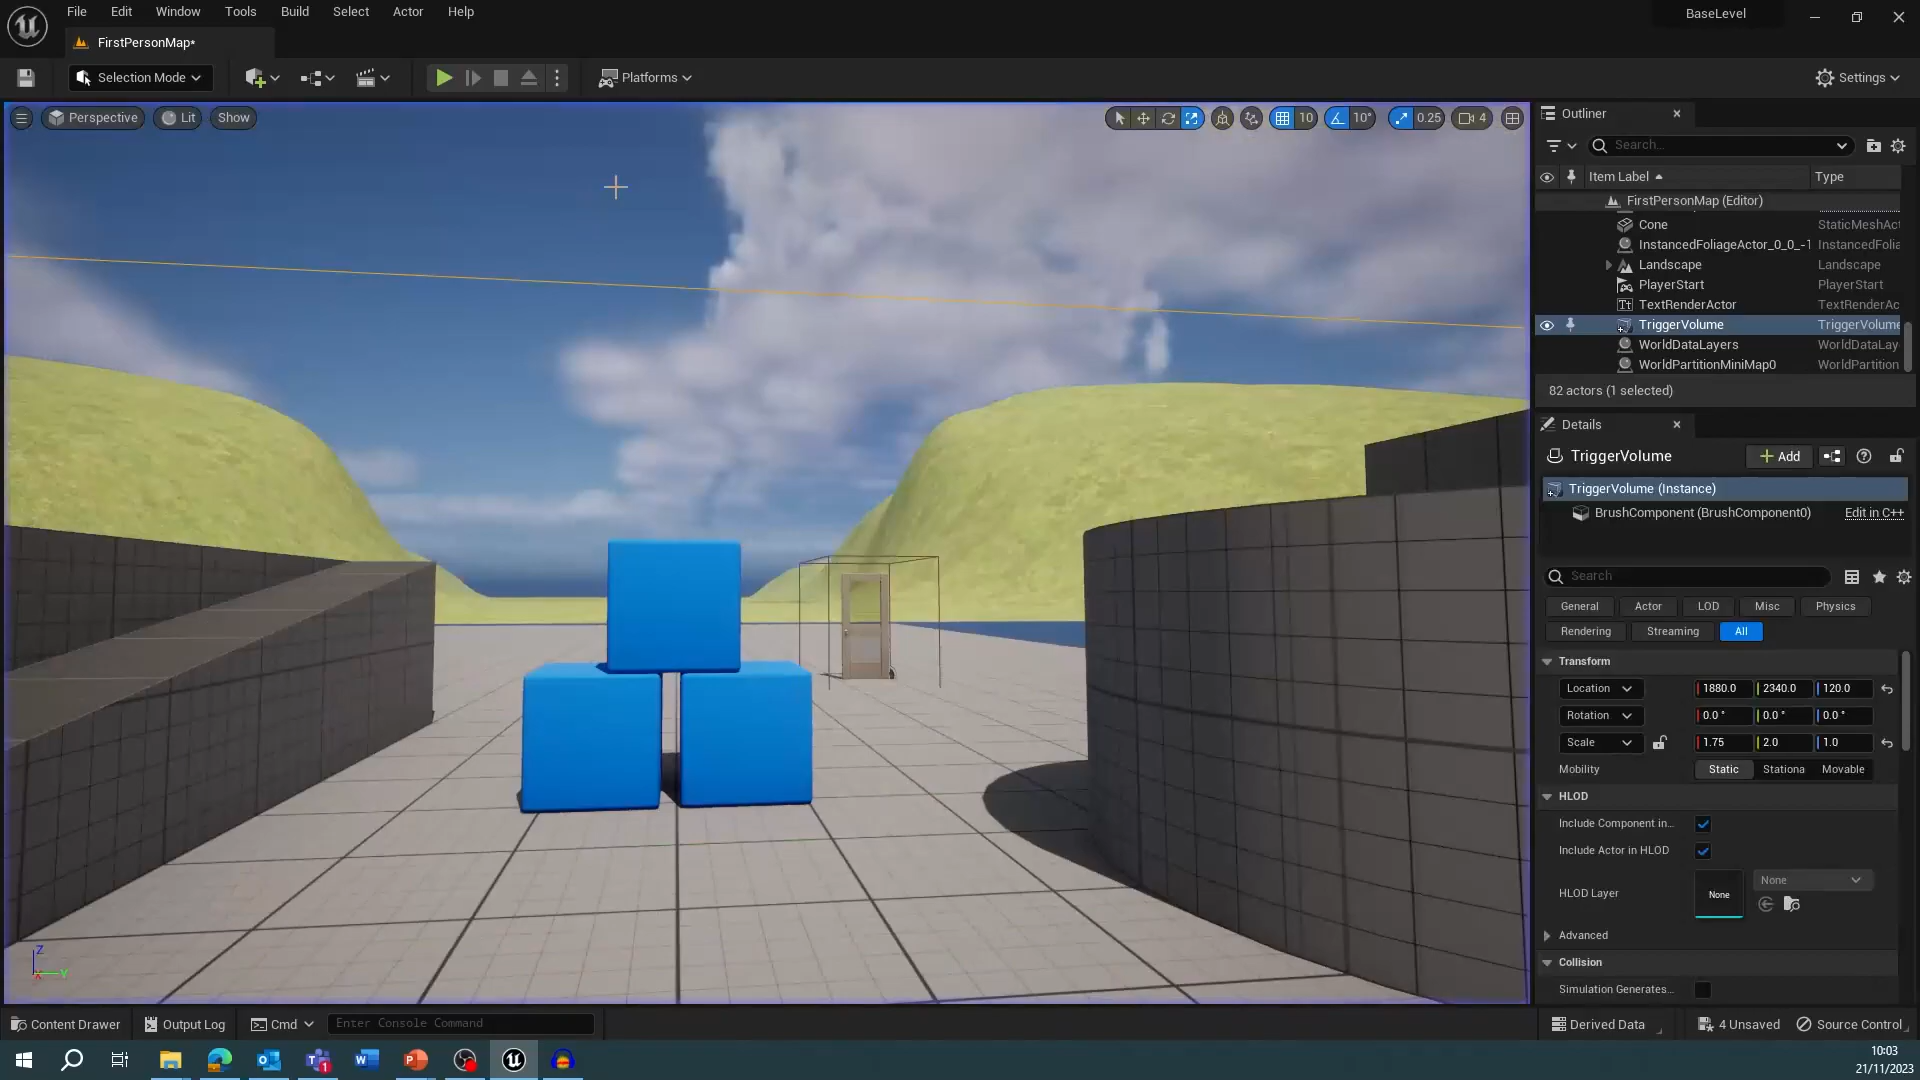 File Edit Window Tools Build Select Actor Help
BaseLevel
FirstPersonMap*
Selection Mode
Platforms
Settings
Perspective Lit Show
10 10° 0.25 4
Outliner
Search...
Item Label Type
FirstPersonMap (Editor)
Cone StaticMeshAct
InstancedFoliageActor_0_0_-1 InstancedFolia
Landscape Landscape
PlayerStart PlayerStart
TextRenderActor TextRenderAc
TriggerVolume TriggerVolume
WorldDataLayers WorldDataLay
WorldPartitionMiniMap0 WorldPartition
82 actors (1 selected)
Details
TriggerVolume Add
TriggerVolume (Instance)
BrushComponent (BrushComponent0) Edit in C++
Search
General Actor LOD Misc Physics
Rendering Streaming All
Transform
Location 1880.0 2340.0 120.0
Rotation 0.0° 0.0° 0.0°
Scale 1.75 2.0 1.0
Mobility Static Stationa Movable
HLOD
Include Component in...
Include Actor in HLOD
HLOD Layer None None
Advanced
Collision
Simulation Generates...
Z
X Y
Content Drawer Output Log Cmd Enter Console Command Derived Data 4 Unsaved Source Control
10:03
21/11/2023